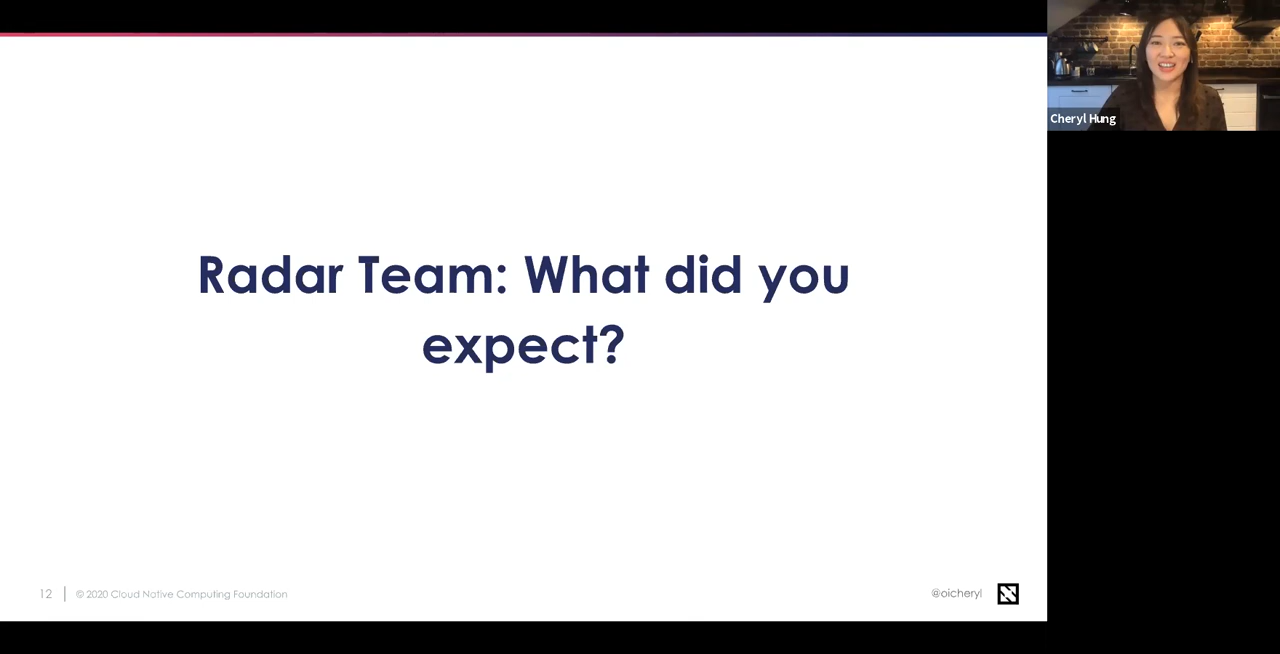 Cheryl Hung
Radar Team: What did you
expect?
12
© 2020 Cloud Native Computing Foundation
@oicheryl